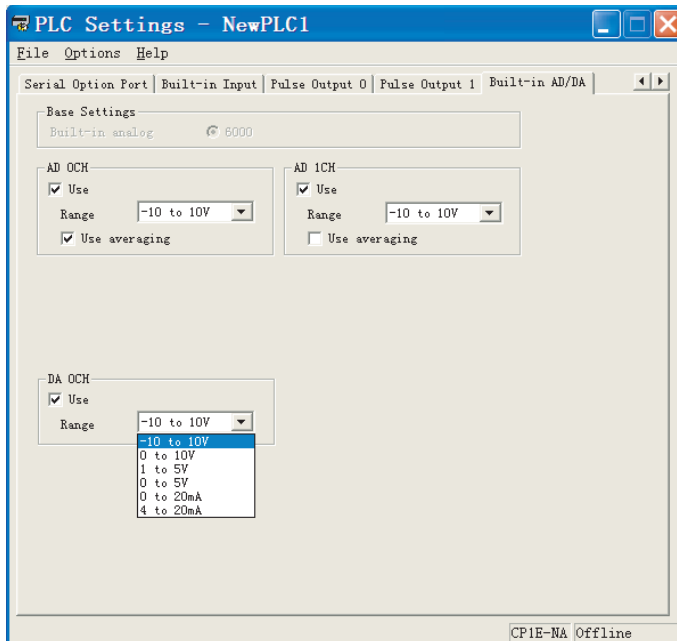 PLC Settings - NewPLC1
File Options Help
Serial Option Port Built-in Input Pulse Output 0 Pulse Output 1 Built-in AD/DA
Base Settings
Built-in analog 6000
AD 0CH
Use
Range -10 to 10V
Use averaging
AD 1CH
Use
Range -10 to 10V
Use averaging
DA 0CH
Use
Range -10 to 10V
-10 to 10V
0 to 10V
1 to 5V
0 to 5V
0 to 20mA
4 to 20mA
CP1E-NA Offline